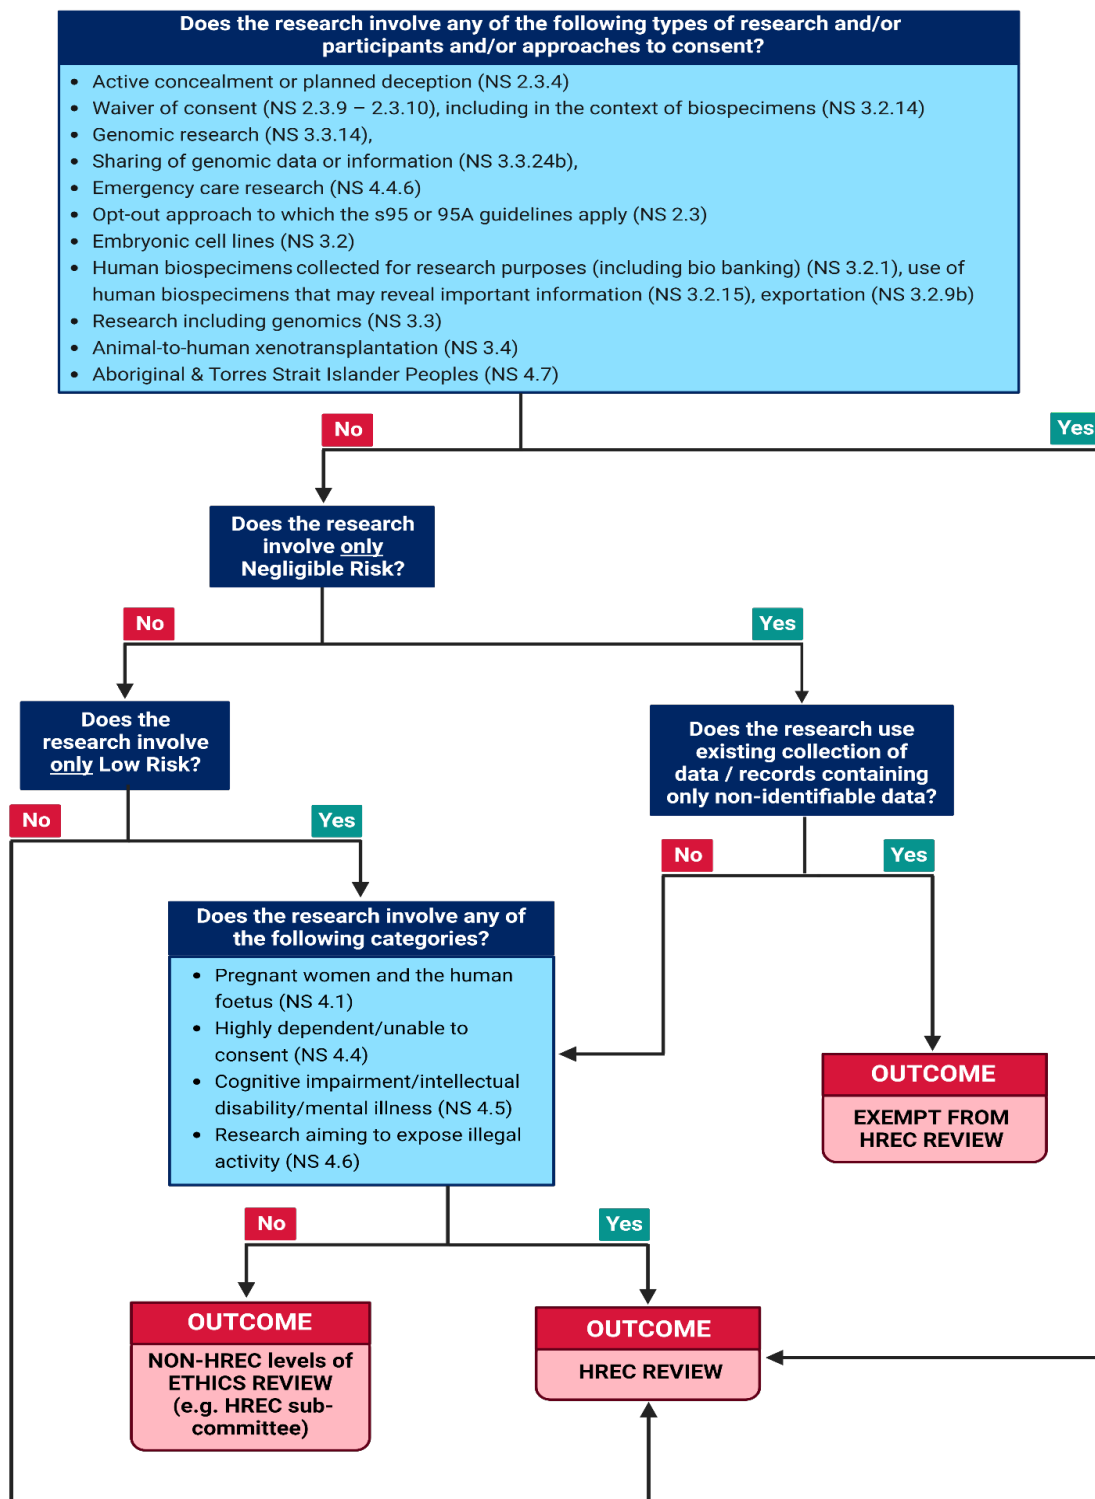 Does the research involve any of the following types of research and/or
participants and/or approaches to consent?
• Active concealment or planned deception (NS 2.3.4)
• Waiver of consent (NS 2.3.9 – 2.3.10), including in the context of biospecimens (NS 3.2.14)
• Genomic research (NS 3.3.14),
• Sharing of genomic data or information (NS 3.3.24b),
• Emergency care research (NS 4.4.6)
• Opt-out approach to which the s95 or 95A guidelines apply (NS 2.3)
• Embryonic cell lines (NS 3.2)
• Human biospecimens collected for research purposes (including bio banking) (NS 3.2.1), use of
human biospecimens that may reveal important information (NS 3.2.15), exportation (NS 3.2.9b)
• Research including genomics (NS 3.3)
• Animal-to-human xenotransplantation (NS 3.4)
• Aboriginal & Torres Strait Islander Peoples (NS 4.7)
No
Yes
Does the research
involve only
Negligible Risk?
No
Yes
Does the
research involve
only Low Risk?
Does the research use
existing collection of
data / records containing
only non-identifiable data?
No
Yes
No
Yes
Does the research involve any of
the following categories?
• Pregnant women and the human
foetus (NS 4.1)
• Highly dependent/unable to
consent (NS 4.4)
• Cognitive impairment/intellectual
disability/mental illness (NS 4.5)
• Research aiming to expose illegal
activity (NS 4.6)
OUTCOME
EXEMPT FROM
HREC REVIEW
No
Yes
OUTCOME
NON-HREC levels of
ETHICS REVIEW
(e.g. HREC sub-
committee)
OUTCOME
HREC REVIEW